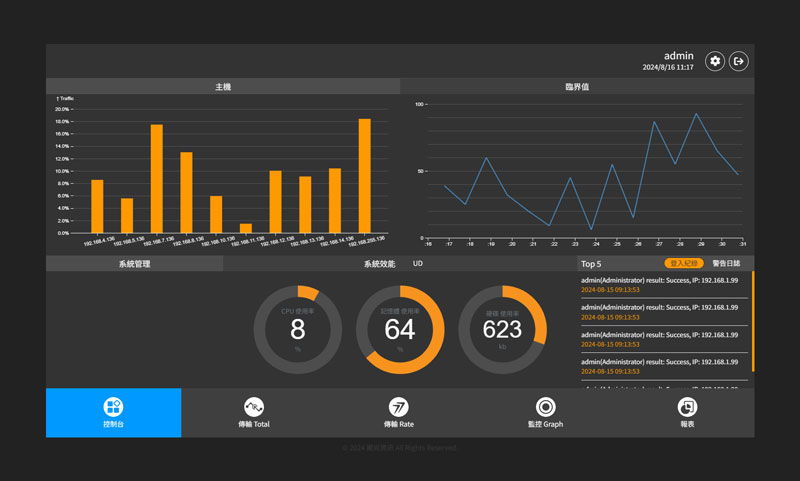 admin
2024/8/16 11:17
主機
臨界值
↑ Traffic
20.0%
18.0%
16.0%
14.0%
12.0%
10.0%
8.0%
6.0%
4.0%
2.0%
0.0%
192.168.4.136
192.168.5.136
192.168.7.136
192.168.8.136
192.168.10.136
192.168.11.136
192.168.12.136
192.168.13.136
192.168.14.136
192.168.255.136
100
50
0
:16 :17 :18 :19 :20 :21 :22 :23 :24 :25 :26 :27 :28 :29 :30 :31
系統管理
系統效能 UD
Top 5 登入紀錄 警告日誌
CPU 使用率
8
%
記憶體 使用率
64
%
硬碟 使用率
623
kb
admin(Administrator) result: Success, IP: 192.168.1.99
2024-08-15 09:13:53
admin(Administrator) result: Success, IP: 192.168.1.99
2024-08-15 09:13:53
admin(Administrator) result: Success, IP: 192.168.1.99
2024-08-15 09:13:53
admin(Administrator) result: Success, IP: 192.168.1.99
2024-08-15 09:13:53
admin(Administrator) result: Success, IP: 192.168.1.99
控制台
傳輸 Total
傳輸 Rate
監控 Graph
報表
© 2024 All Rights Reserved.